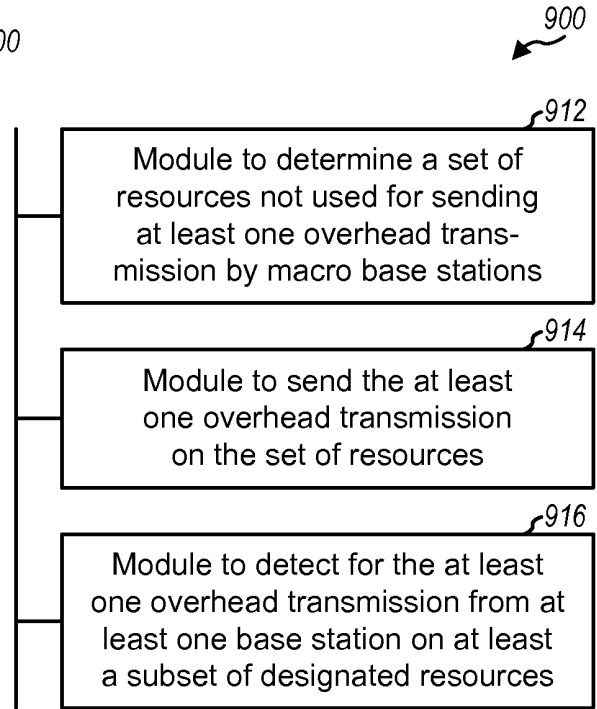 00
900
912
Module to determine a set of
resources not used for sending
at least one overhead trans-
mission by macro base stations
914
Module to send the at least
one overhead transmission
on the set of resources
916
Module to detect for the at least
one overhead transmission from at
least one base station on at least
a subset of designated resources